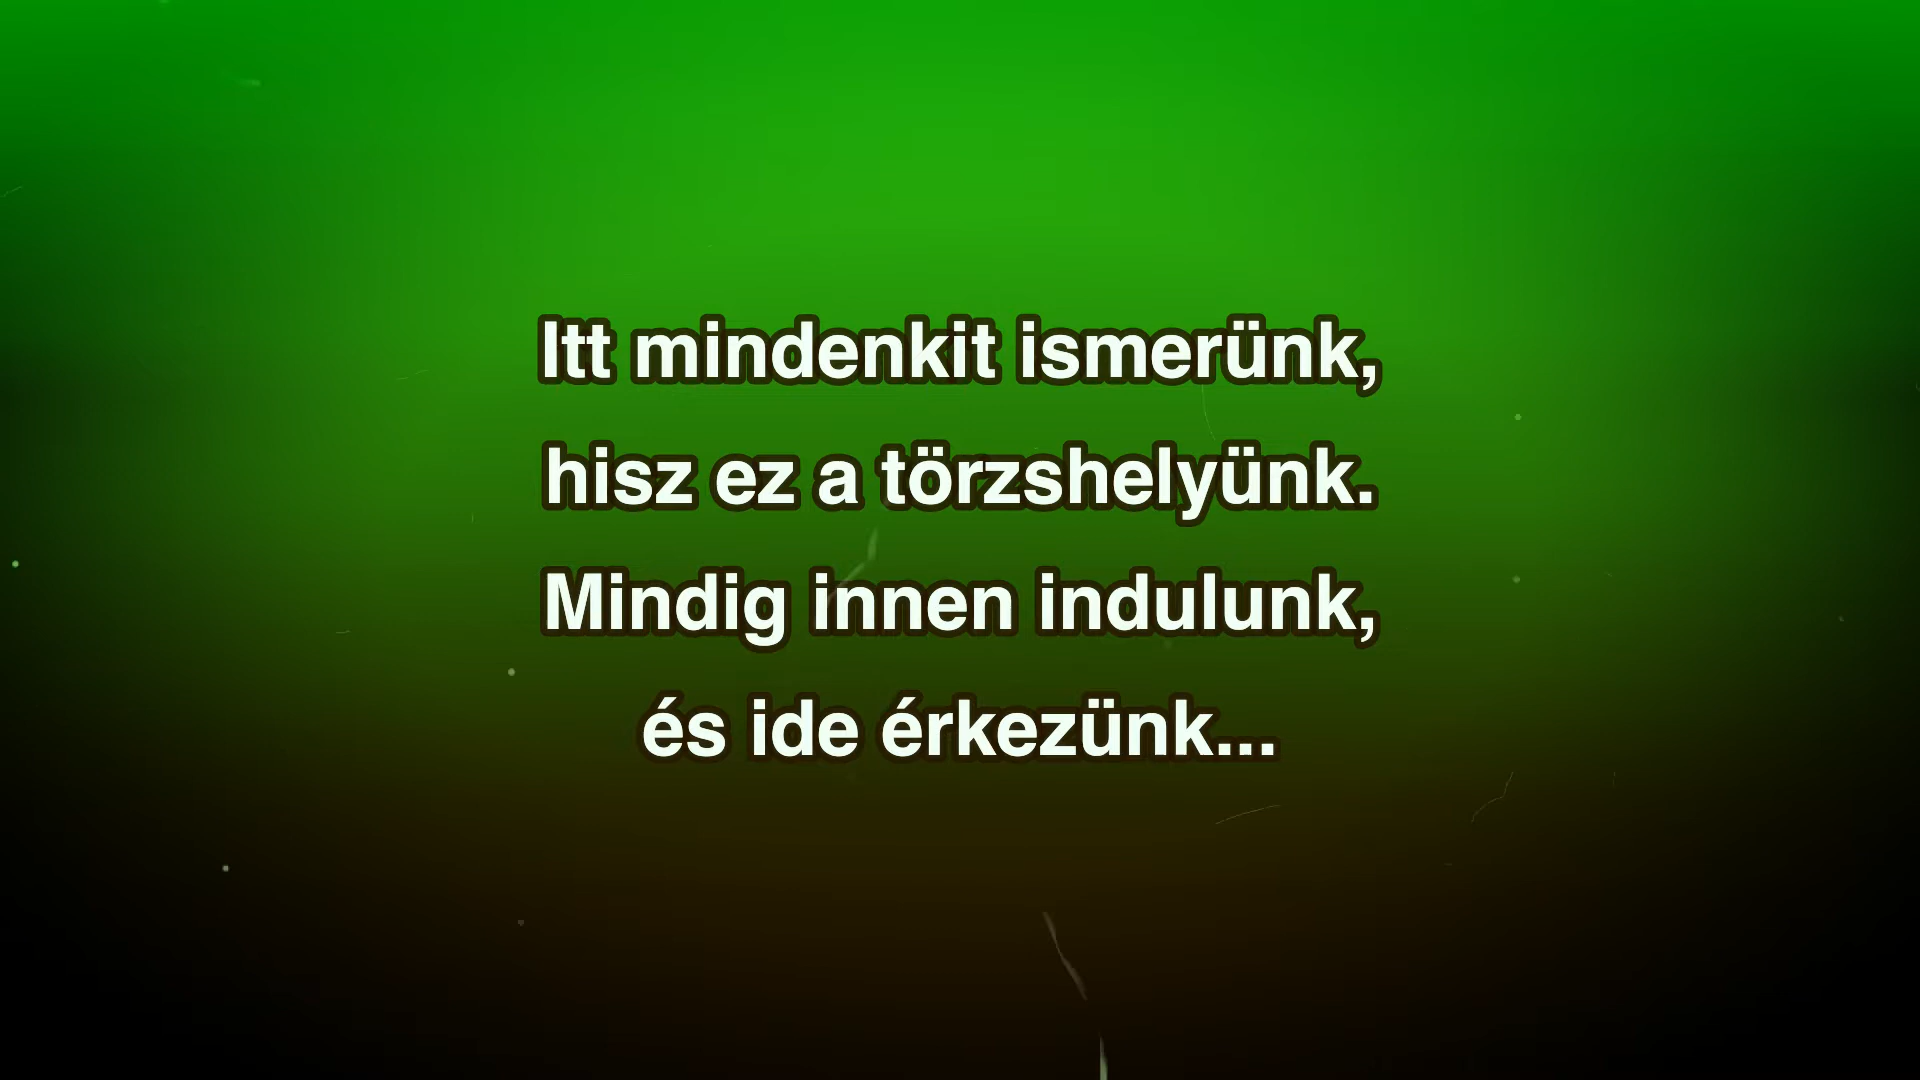 Itt mindenkit ismerünk,
hisz ez a törzshelyünk.
Mindig innen indulunk,
és ide érkezünk...